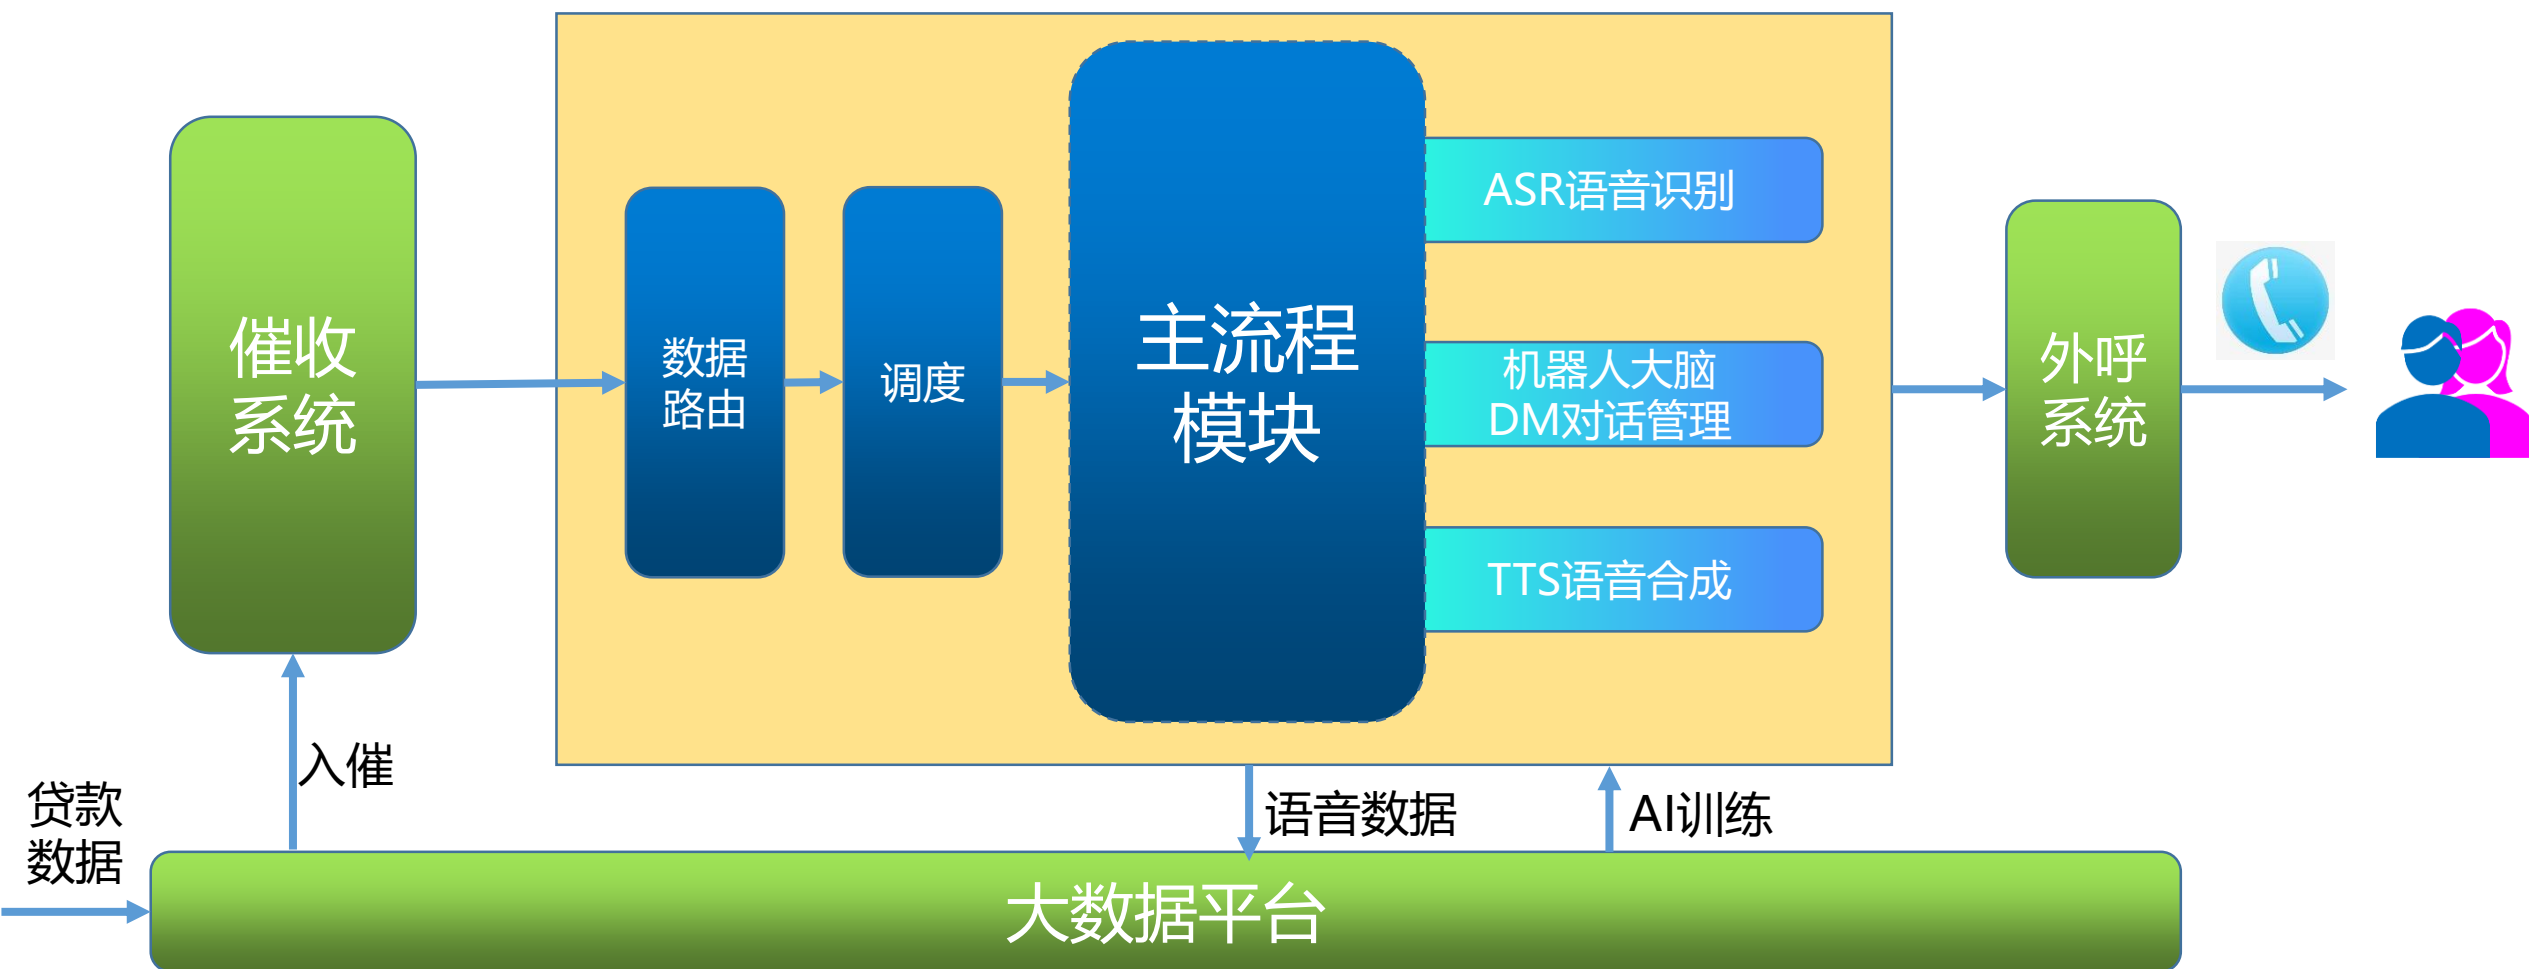 催收
系统
数据
路由
调度
主流程
模块
ASR语音识别
机器人大脑
DM对话管理
TTS语音合成
外呼
系统
入催
贷款
数据
语音数据
AI训练
大数据平台